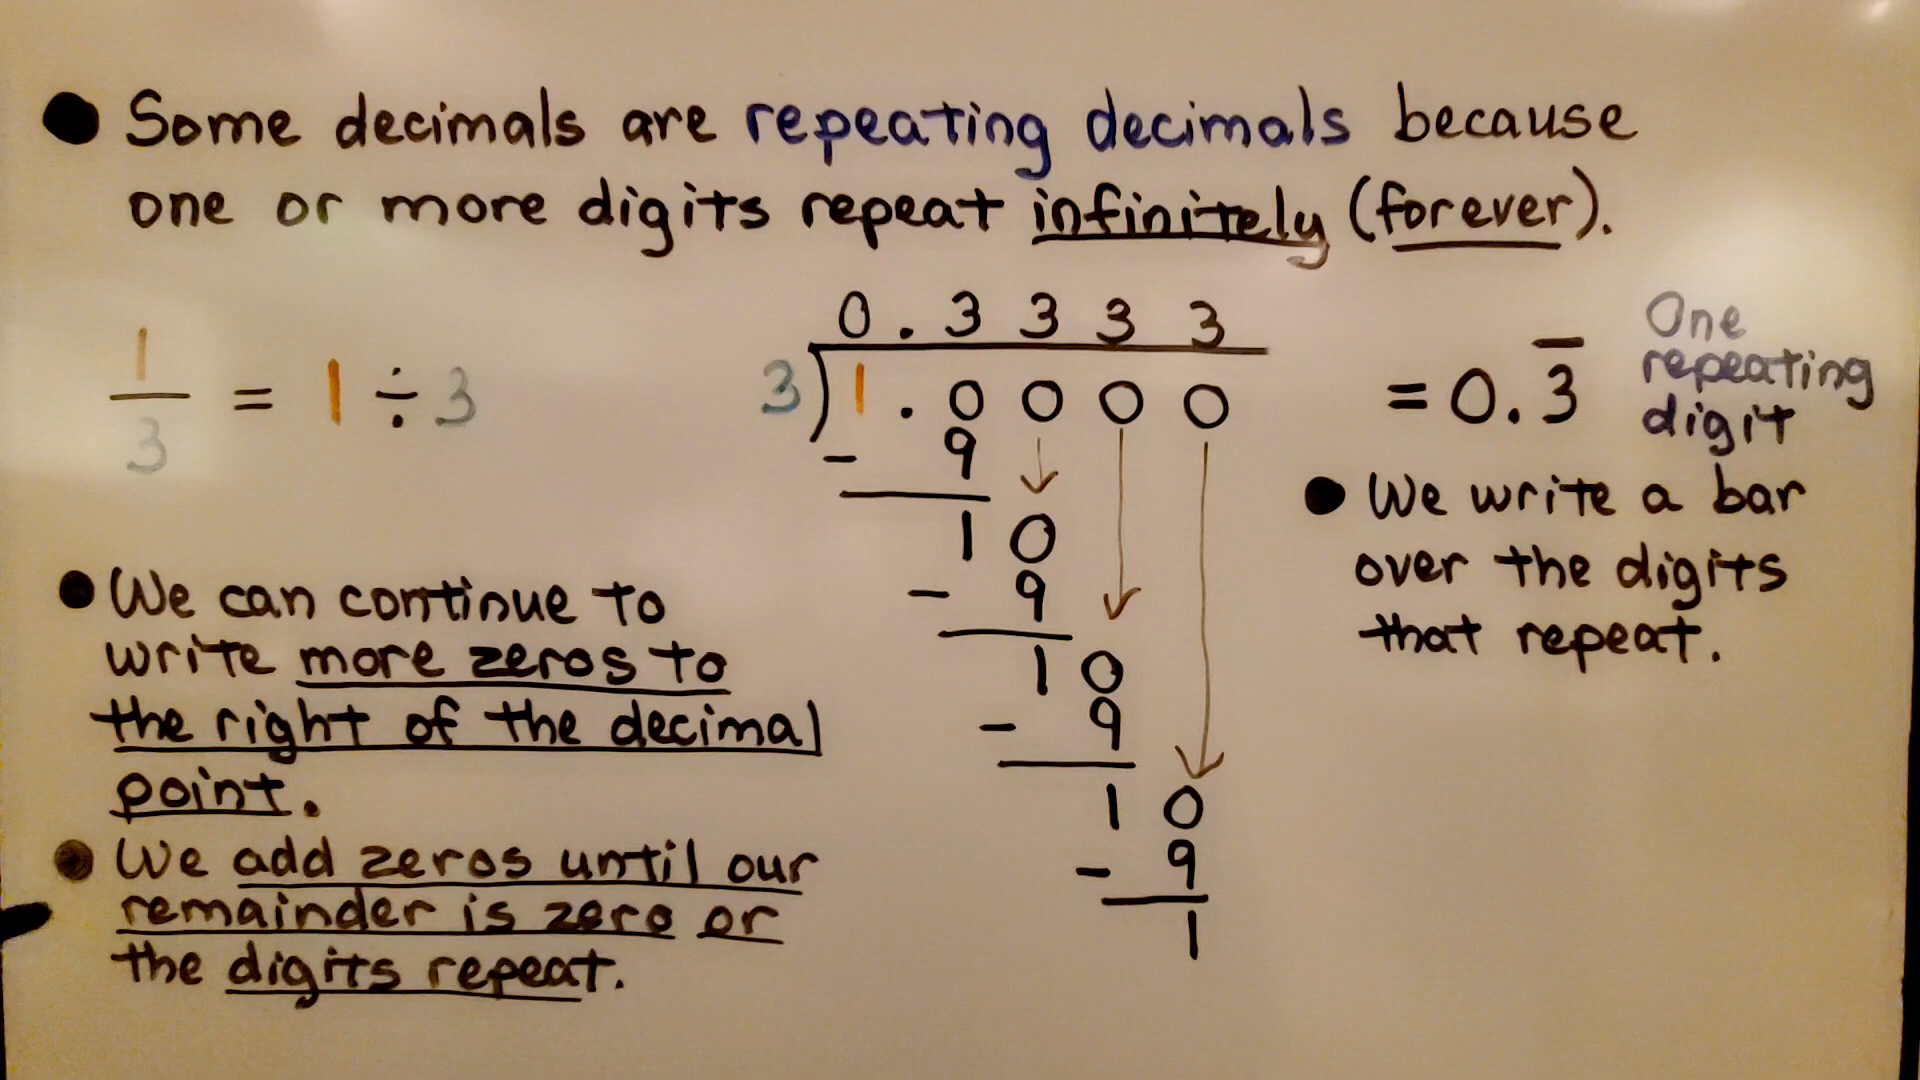 ● Some decimals are repeating decimals because
one or more digits repeat infinitely (forever).
1/3 = 1 ÷ 3
0.3333
3)1.0000
- 9
10
- 9
10
- 9
10
- 9
1
= 0.3̅
One
repeating
digit
● We write a bar
over the digits
that repeat.
● We can continue to
write more zeros to
the right of the decimal
point.
● We add zeros until our
remainder is zero or
the digits repeat.